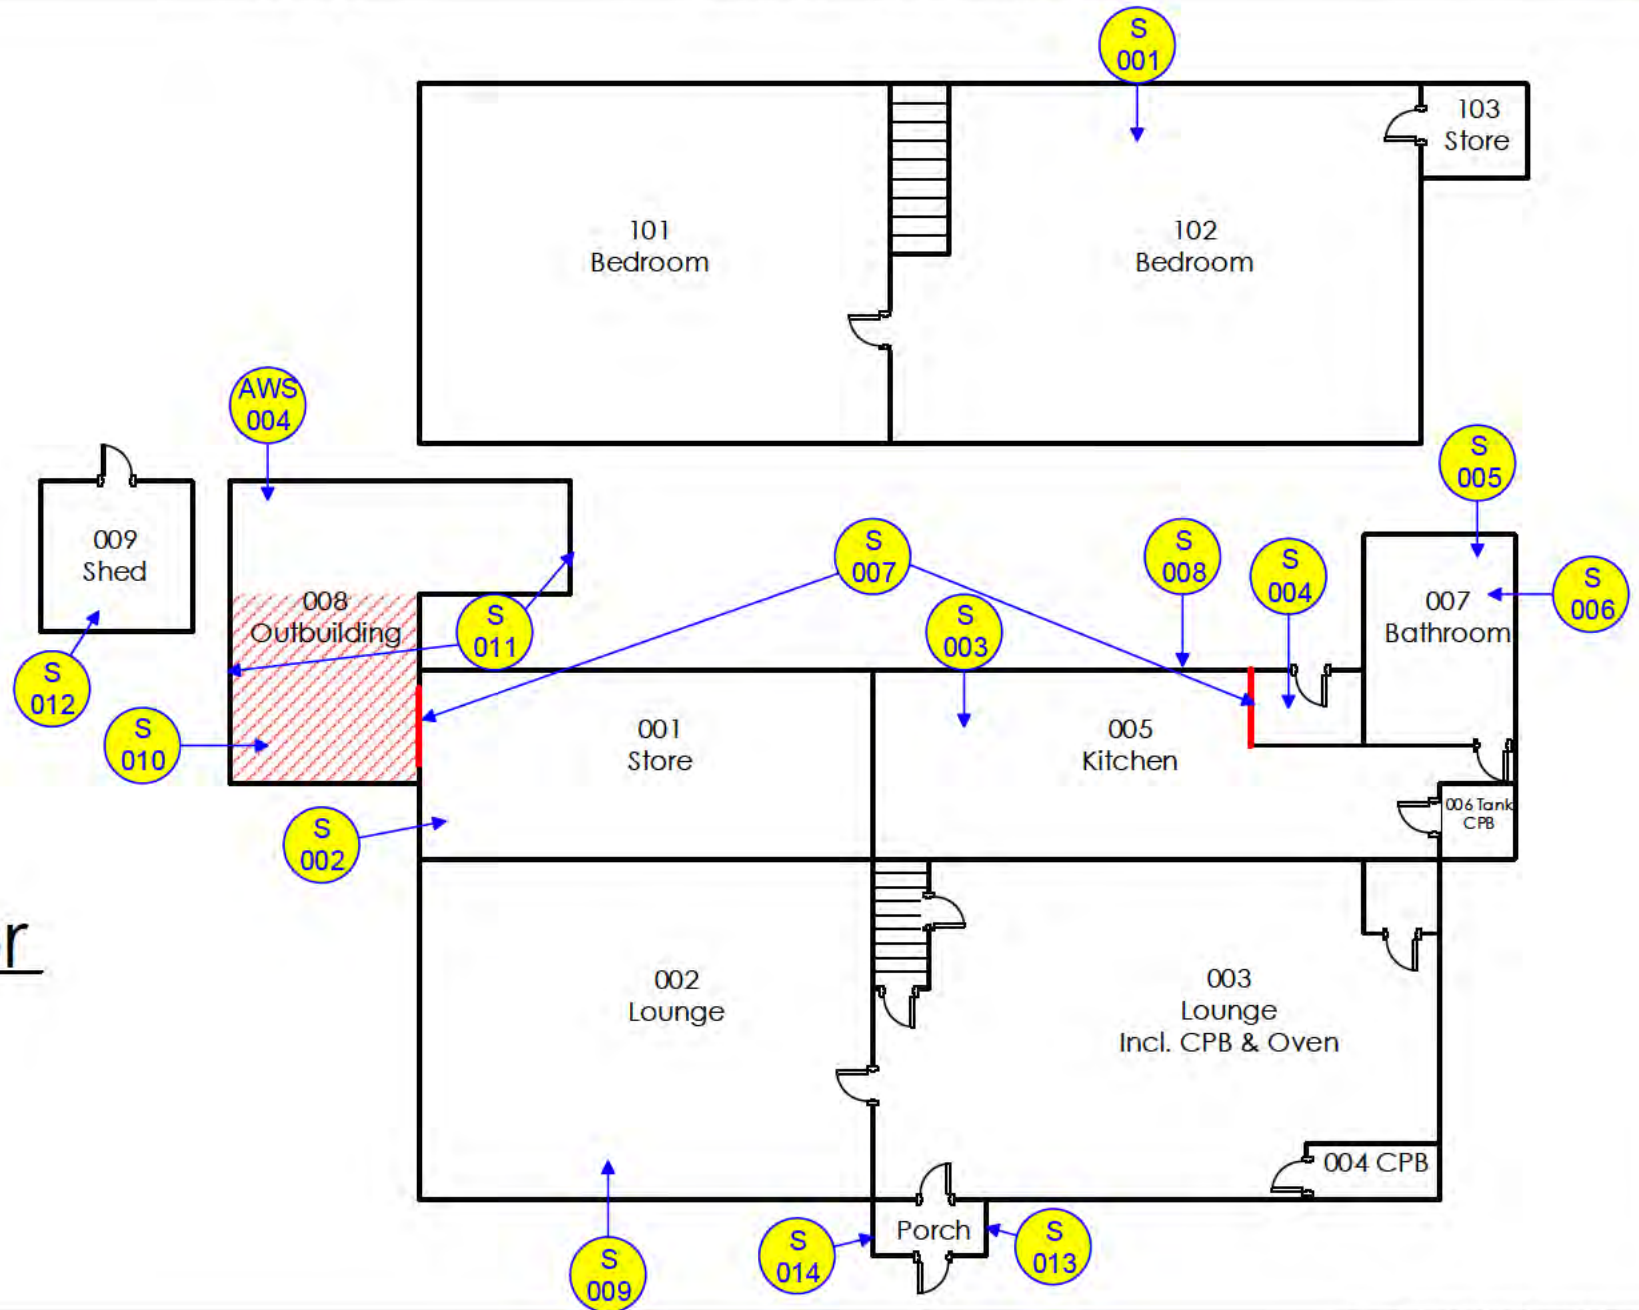 S
001
103
Store
101
Bedroom
102
Bedroom
AWS
004
S
005
009
Shed
S
007
S
008
S
004
S
006
008
Outbuilding
S
011
S
003
007
Bathroom
S
012
S
010
001
Store
005
Kitchen
006 Tank
CPB
S
002
r
002
Lounge
003
Lounge
Incl. CPB & Oven
004 CPB
Porch
S
009
S
014
S
013